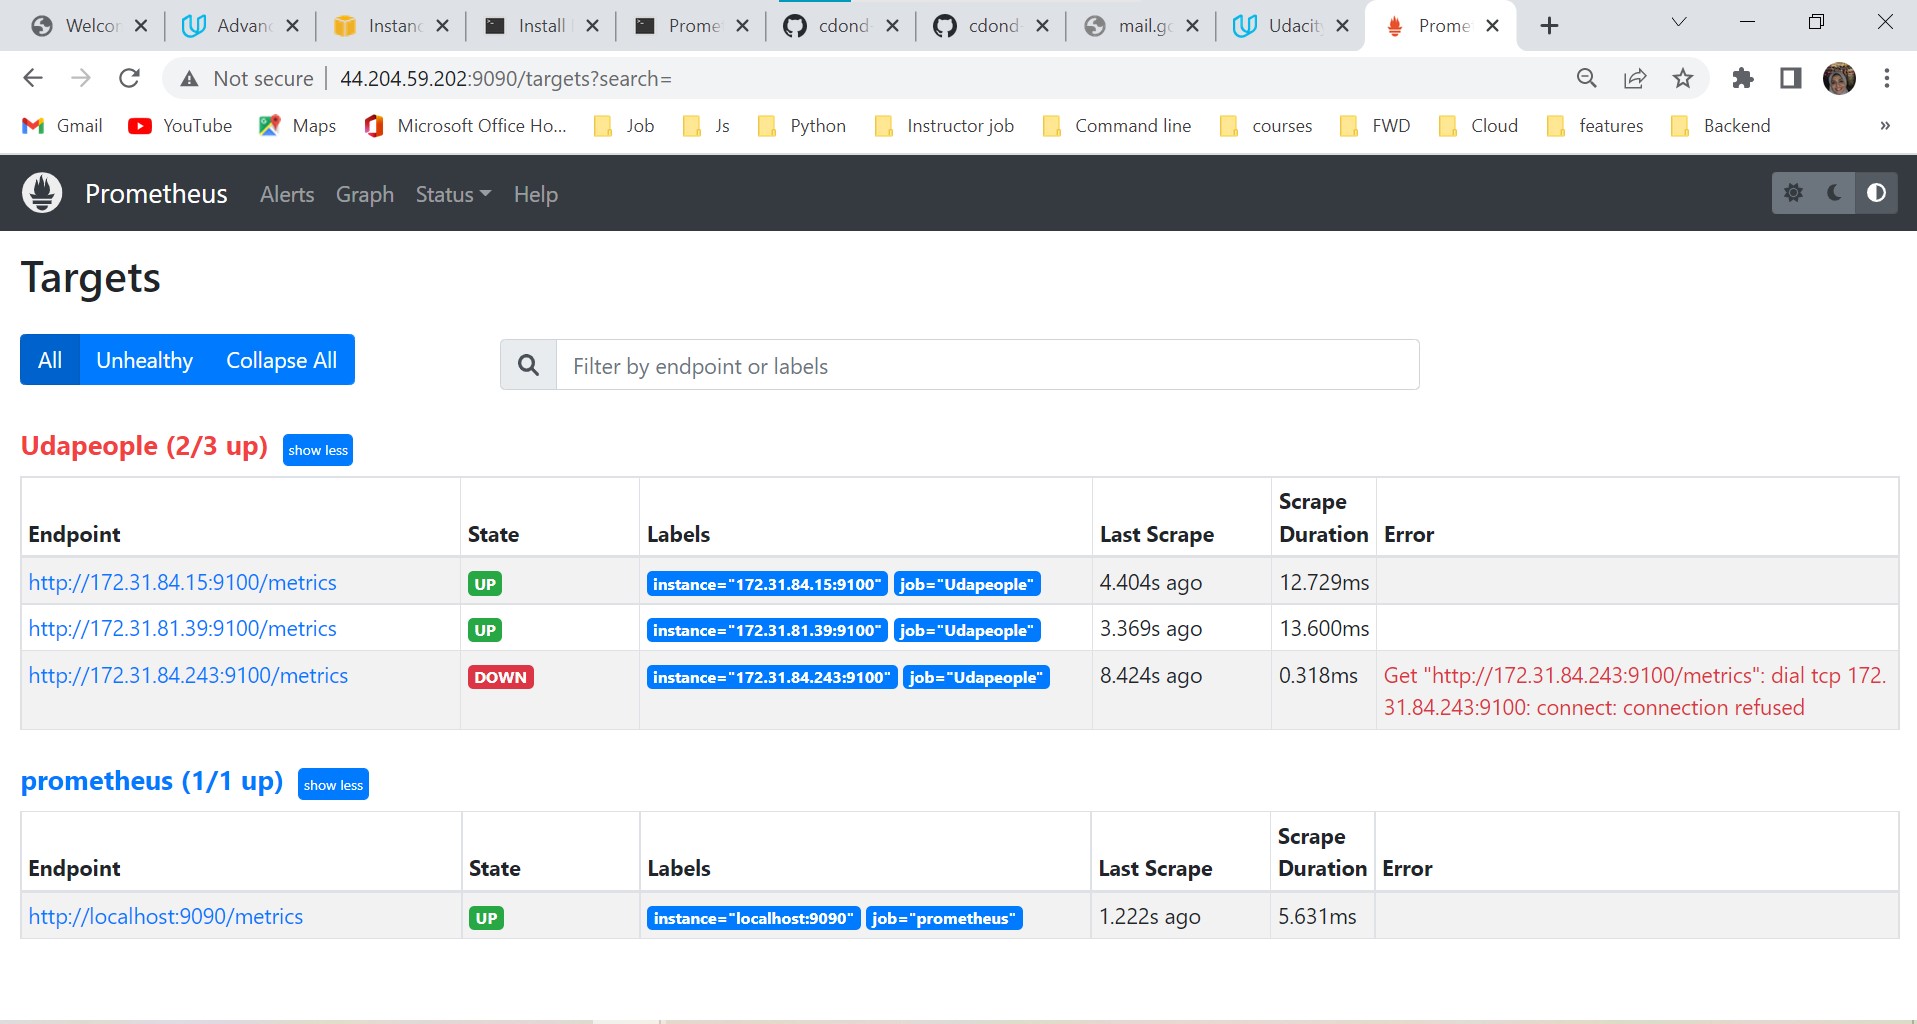 Welcon
Advanc
Instanc
Install
Promet
cdond-
cdond-
mail.go
Udacity
Promet
Not secure
44.204.59.202:9090/targets?search=
Gmail
YouTube
Maps
Microsoft Office Ho...
Job
Js
Python
Instructor job
Command line
courses
FWD
Cloud
features
Backend
»
Prometheus
Alerts
Graph
Status
Help
Targets
All
Unhealthy
Collapse All
Filter by endpoint or labels
Udapeople (2/3 up) show less
Endpoint
State
Labels
Last Scrape
Scrape
Duration
Error
http://172.31.84.15:9100/metrics UP instance="172.31.84.15:9100" job="Udapeople" 4.404s ago 12.729ms
http://172.31.81.39:9100/metrics UP instance="172.31.81.39:9100" job="Udapeople" 3.369s ago 13.600ms
http://172.31.84.243:9100/metrics DOWN instance="172.31.84.243:9100" job="Udapeople" 8.424s ago 0.318ms Get "http://172.31.84.243:9100/metrics": dial tcp 172.
31.84.243:9100: connect: connection refused
prometheus (1/1 up) show less
Endpoint
State
Labels
Last Scrape
Scrape
Duration
Error
http://localhost:9090/metrics UP instance="localhost:9090" job="prometheus" 1.222s ago 5.631ms